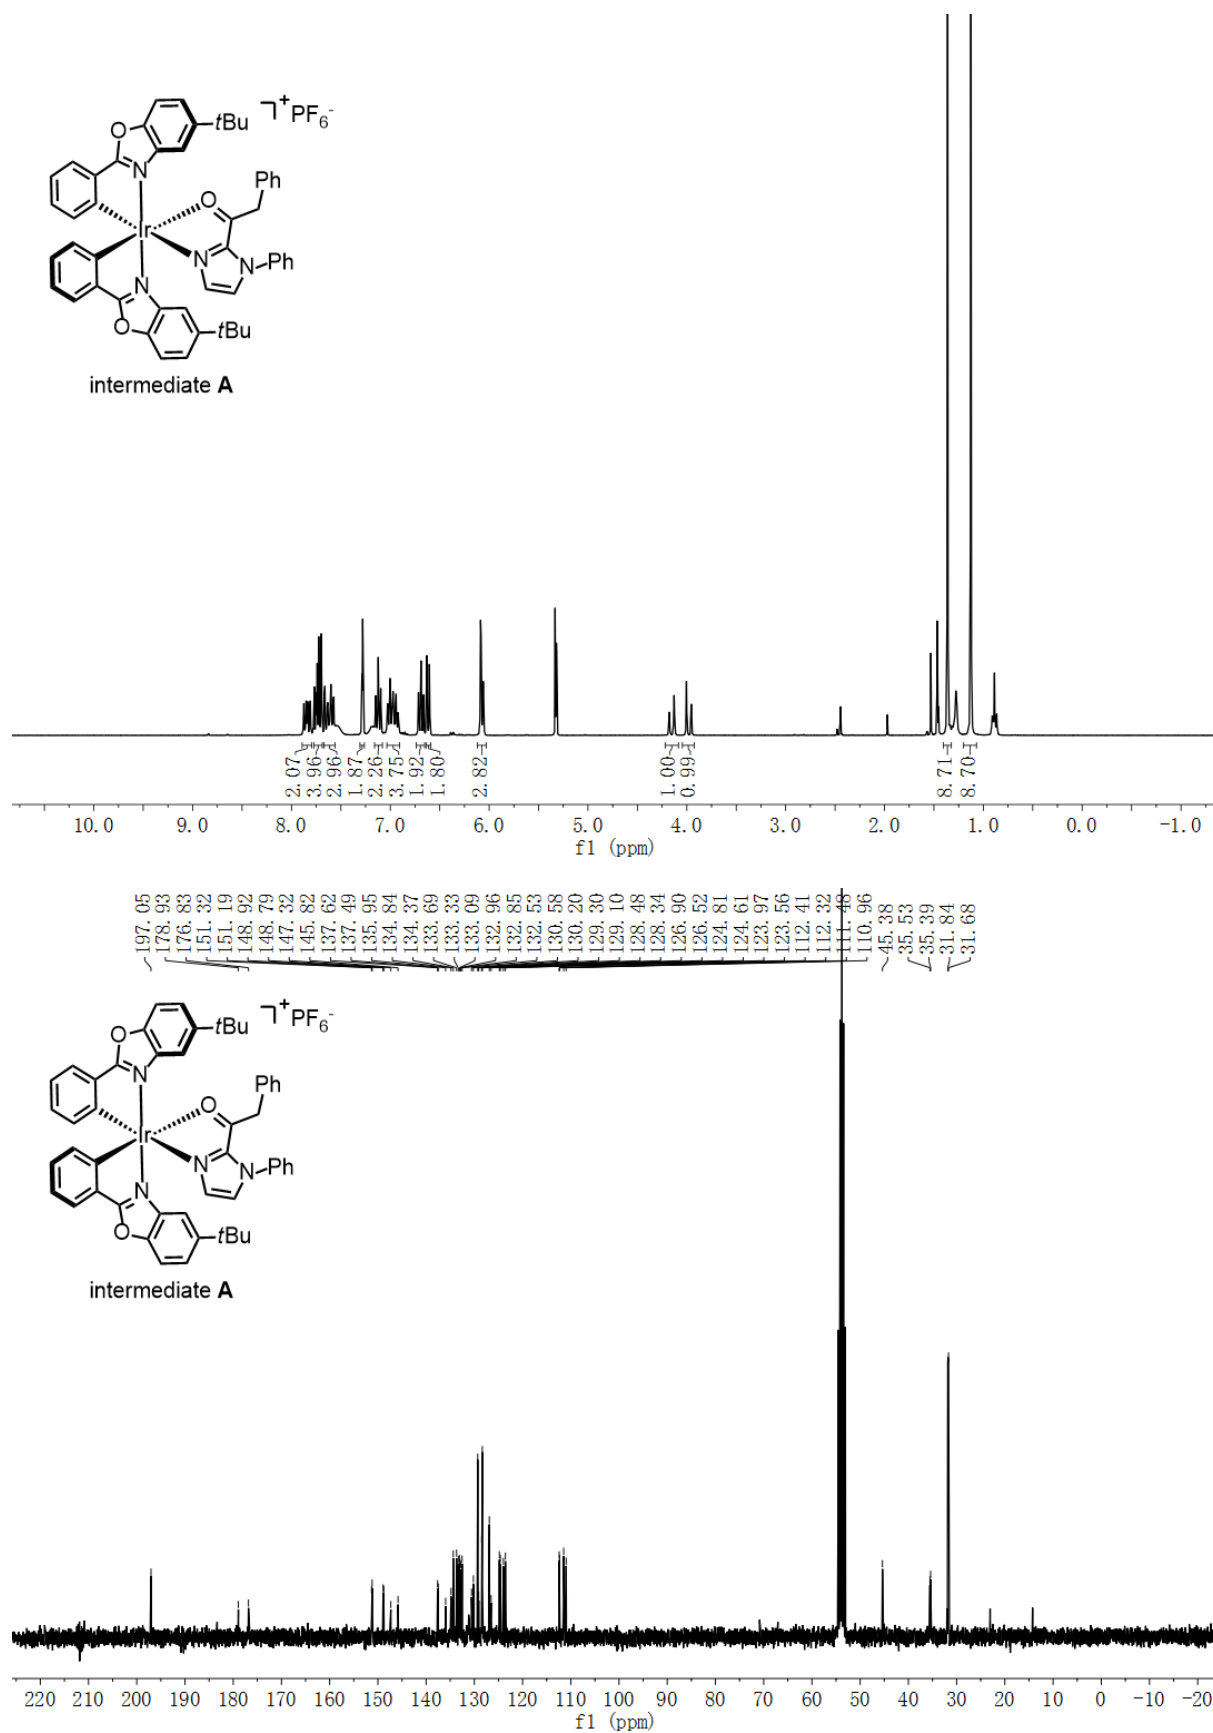 O
tBu
⁺PF₆⁻
N
Ph
O
Ir
N
N
Ph
N
O
tBu
intermediate A
2.07
3.96
2.96
1.87
2.26
3.75
1.92
1.80
2.82
1.00
0.99
8.71
8.70
10.0 9.0 8.0 7.0 6.0 5.0 4.0 3.0 2.0 1.0 0.0 -1.0
f1 (ppm)
197.05
178.93
176.83
151.32
151.19
148.92
148.79
147.32
145.82
137.62
137.49
135.95
134.84
134.37
133.69
133.33
133.09
132.96
132.85
132.53
130.58
130.20
129.30
129.10
128.48
128.34
126.90
126.52
124.81
124.61
123.97
123.56
112.41
112.32
111.48
110.96
45.38
35.53
35.39
31.84
31.68
O
tBu
⁺PF₆⁻
N
Ph
O
Ir
N
N
Ph
N
O
tBu
intermediate A
220 210 200 190 180 170 160 150 140 130 120 110 100 90 80 70 60 50 40 30 20 10 0 -10 -20
f1 (ppm)